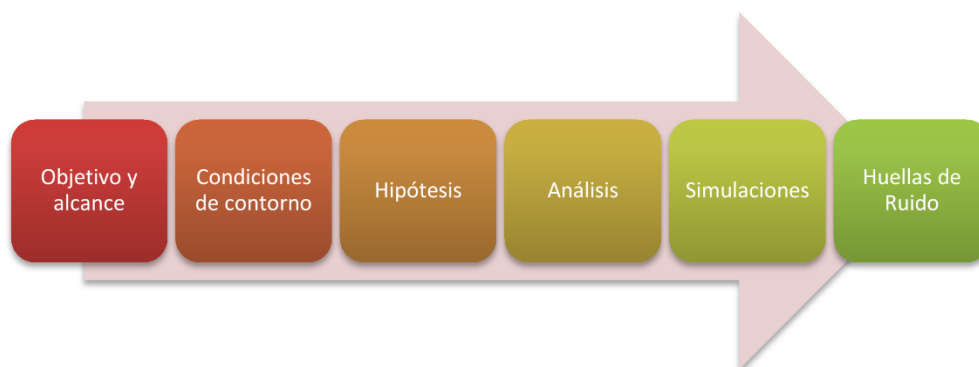 Objetivo y
alcance
Condiciones
de contorno
Hipótesis
Análisis
Simulaciones
Huellas de
Ruido